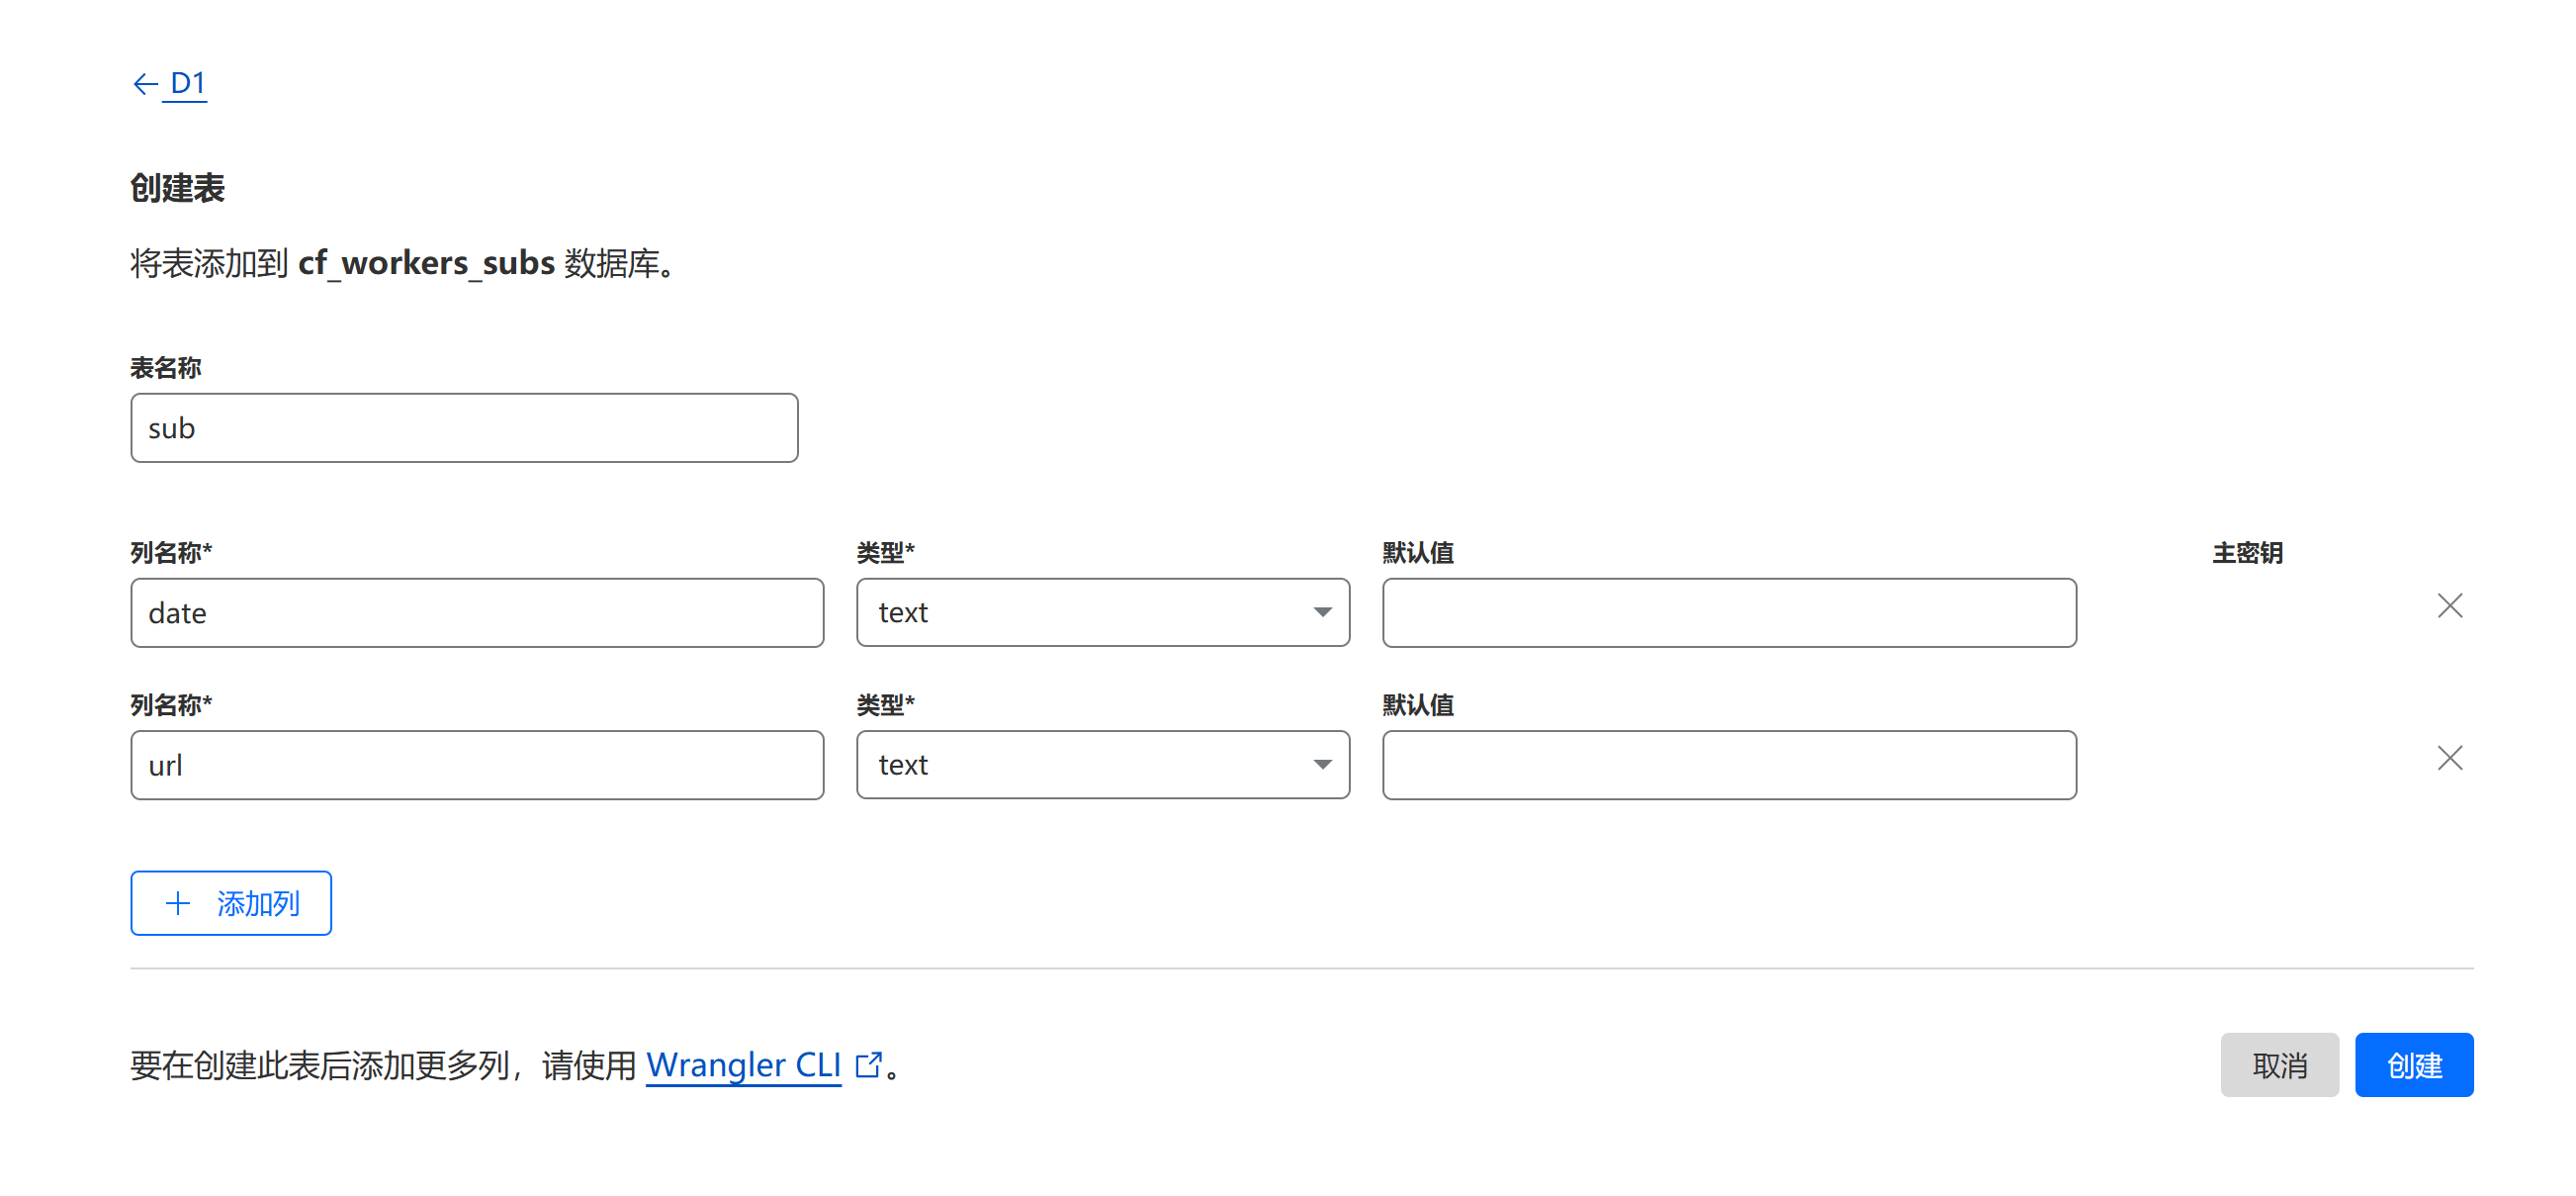 D1
创建表
将表添加到 cf_workers_subs 数据库。
表名称
sub
列名称* 类型* 默认值 主密钥
date text
列名称* 类型* 默认值
url text
添加列
要在创建此表后添加更多列，请使用 Wrangler CLI 。 取消 创建